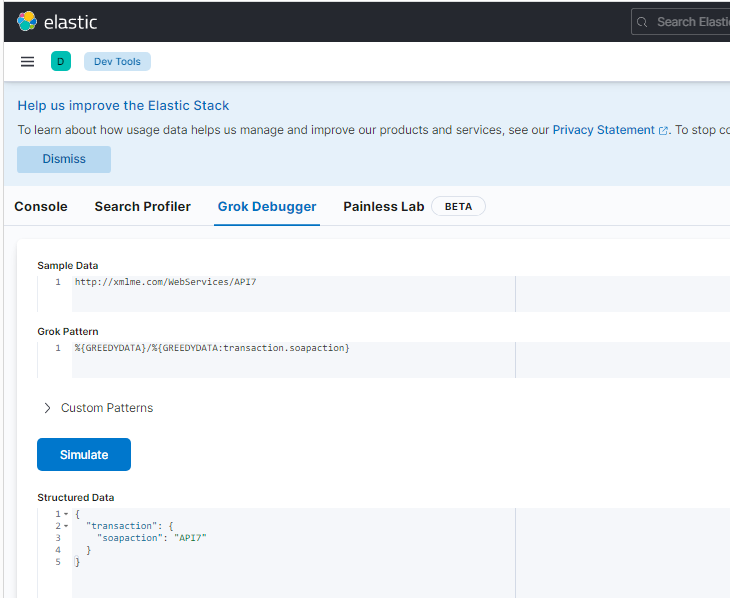 elastic
Search Elasti
D
Dev Tools
Help us improve the Elastic Stack
To learn about how usage data helps us manage and improve our products and services, see our Privacy Statement. To stop co
Dismiss
Console Search Profiler Grok Debugger Painless Lab BETA
Sample Data
1 http://xmlme.com/WebServices/API7
Grok Pattern
1 %{GREEDYDATA}/%{GREEDYDATA:transaction.soapaction}
Custom Patterns
Simulate
Structured Data
1 {
2 "transaction": {
3 "soapaction": "API7"
4 }
5 }